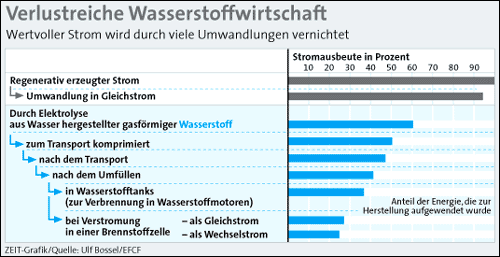 Verlustreiche Wasserstoffwirtschaft
Wertvoller Strom wird durch viele Umwandlungen vernichtet
Stromausbeute in Prozent
10 20 30 40 50 60 70 80 90
Regenerativ erzeugter Strom
Umwandlung in Gleichstrom
Durch Elektrolyse
aus Wasser hergestellter gasförmiger Wasserstoff
zum Transport komprimiert
nach dem Transport
nach dem Umfüllen
in Wasserstofftanks
(zur Verbrennung in Wasserstoffmotoren)
Anteil der Energie, die zur
Herstellung aufgewendet wurde
bei Verstromung – als Gleichstrom
in einer Brennstoffzelle – als Wechselstrom
ZEIT-Grafik/Quelle: Ulf Bossel/EFCF